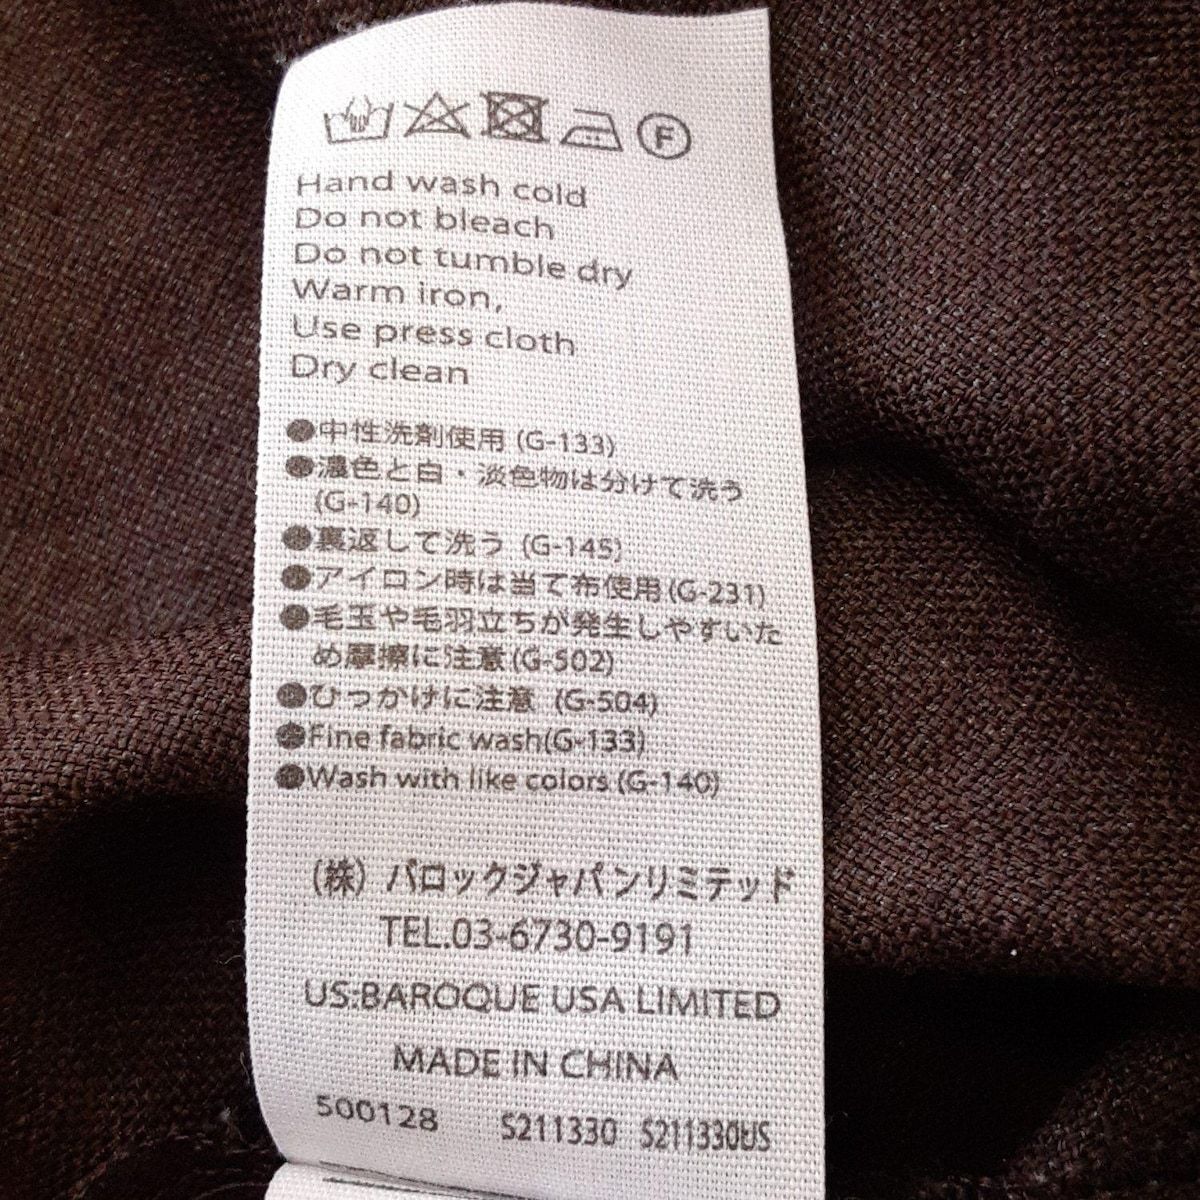 F
Hand wash cold
Do not bleach
Do not tumble dry
Warm iron,
Use press cloth
Dry clean
●中性洗剤使用 (G-133)
●濃色と白・淡色物は分けて洗う
(G-140)
●裏返して洗う (G-145)
●アイロン時は当て布使用(G-231)
●毛玉や毛羽立ちが発生しやすいた
め摩擦に注意(G-502)
●ひっかけに注意 (G-504)
●Fine fabric wash(G-133)
●Wash with like colors (G-140)
(株) バロックジャパンリミテッド
TEL.03-6730-9191
US:BAROQUE USA LIMITED
MADE IN CHINA
500128 S211330 S211330US